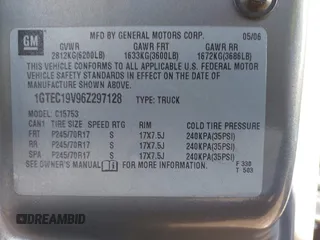 GM
MFD BY GENERAL MOTORS CORP. 05/06
GVWR GAWR FRT GAWR RR
2812KG(6200LB) 1633KG(3600LB) 1672KG(3686LB)
THIS VEHICLE CONFORMS TO ALL APPLICABLE U.S. FEDERAL
MOTOR VEHICLE SAFETY STANDARDS IN EFFECT ON THE DATE OF
MANUFACTURE SHOWN ABOVE.
1GTEC19V96Z297128 TYPE: TRUCK
MODEL: C15753
TIRE SIZE SPEED RTG RIM COLD TIRE PRESSURE
FRT P245/70R17 S 17X7.5J 240KPA(35PSI)
RR P245/70R17 S 17X7.5J 240KPA(35PSI)
SPA P245/70R17 S 17X7.5J 240KPA(35PSI)
SEE OWNER'S MANUAL FOR MORE INFORMATION.
DREAMBID